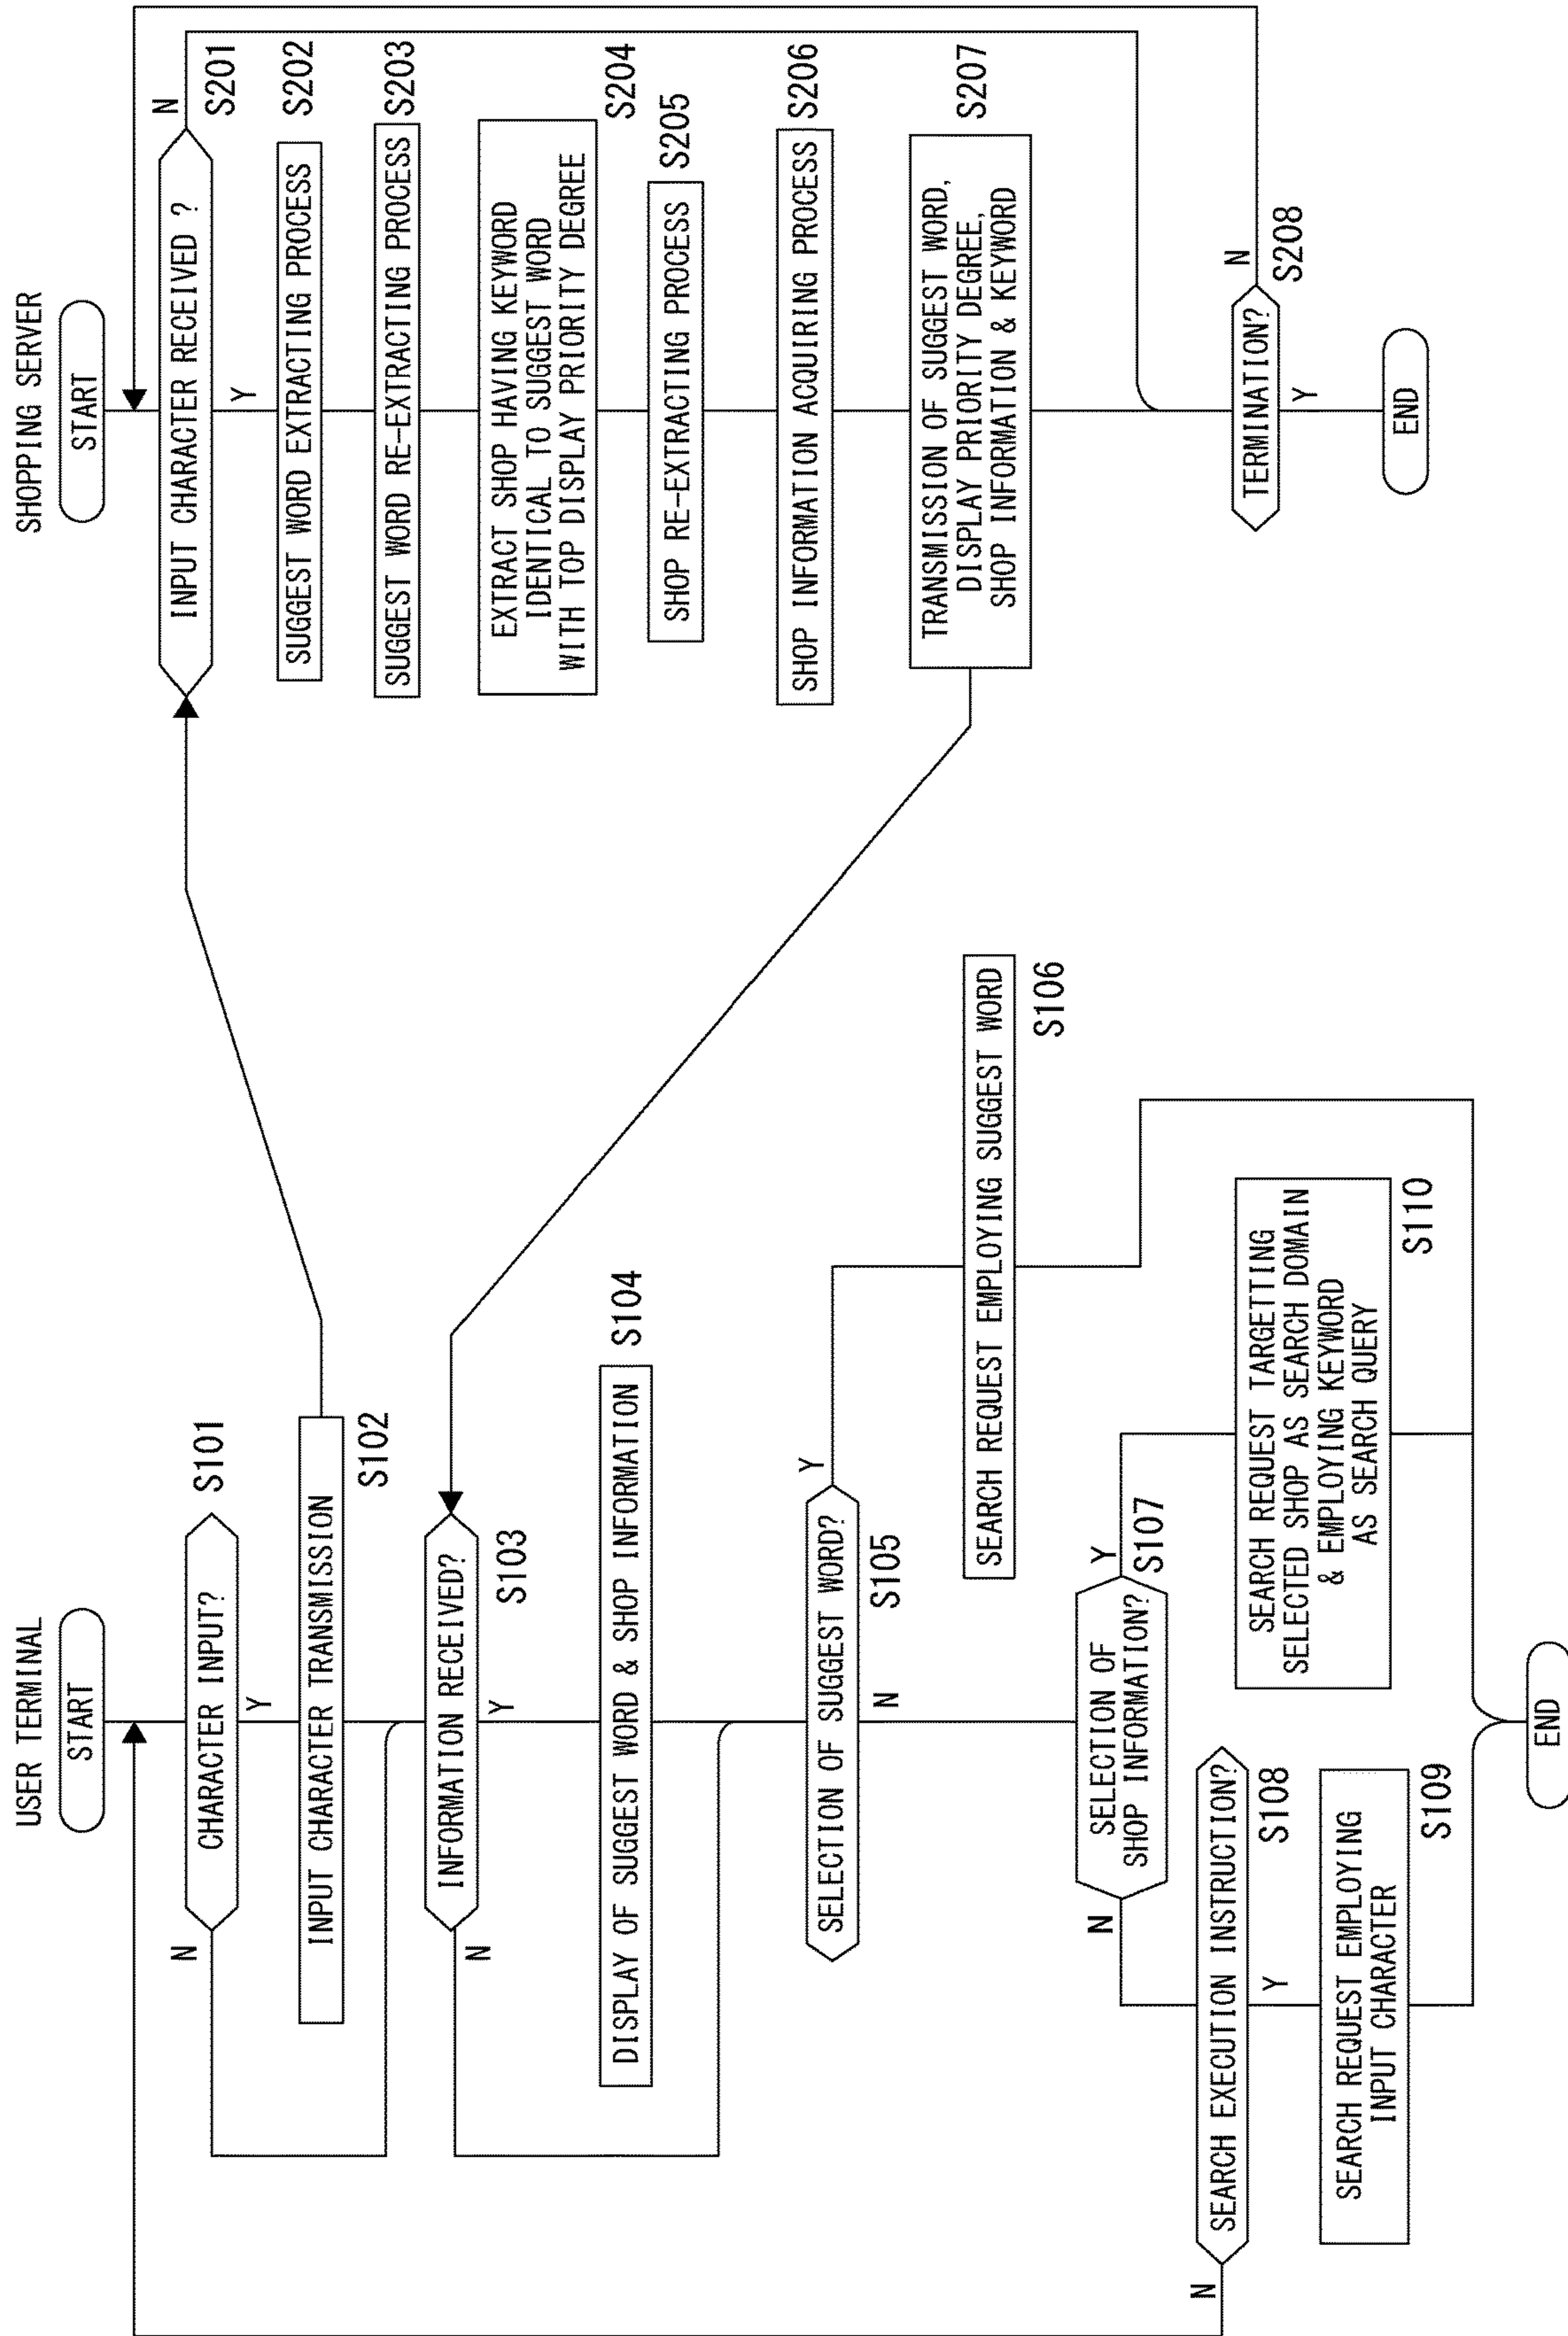 USER TERMINAL
START
CHARACTER INPUT?
S101
N
Y
INPUT CHARACTER TRANSMISSION
S102
INFORMATION RECEIVED?
S103
N
Y
DISPLAY OF SUGGEST WORD & SHOP INFORMATION
S104
SELECTION OF SUGGEST WORD?
S105
Y
N
SEARCH REQUEST EMPLOYING SUGGEST WORD
S106
SELECTION OF
SHOP INFORMATION?
S107
N
Y
SEARCH EXECUTION INSTRUCTION?
S108
N
Y
SEARCH REQUEST EMPLOYING
INPUT CHARACTER
S109
SEARCH REQUEST TARGETTING
SELECTED SHOP AS SEARCH DOMAIN
& EMPLOYING KEYWORD
AS SEARCH QUERY
S110
END
SHOPPING SERVER
START
INPUT CHARACTER RECEIVED ?
N
S201
Y
SUGGEST WORD EXTRACTING PROCESS
S202
SUGGEST WORD RE-EXTRACTING PROCESS
S203
EXTRACT SHOP HAVING KEYWORD
IDENTICAL TO SUGGEST WORD
WITH TOP DISPLAY PRIORITY DEGREE
S204
SHOP RE-EXTRACTING PROCESS
S205
SHOP INFORMATION ACQUIRING PROCESS
S206
TRANSMISSION OF SUGGEST WORD,
DISPLAY PRIORITY DEGREE,
SHOP INFORMATION & KEYWORD
S207
TERMINATION?
N
S208
Y
END